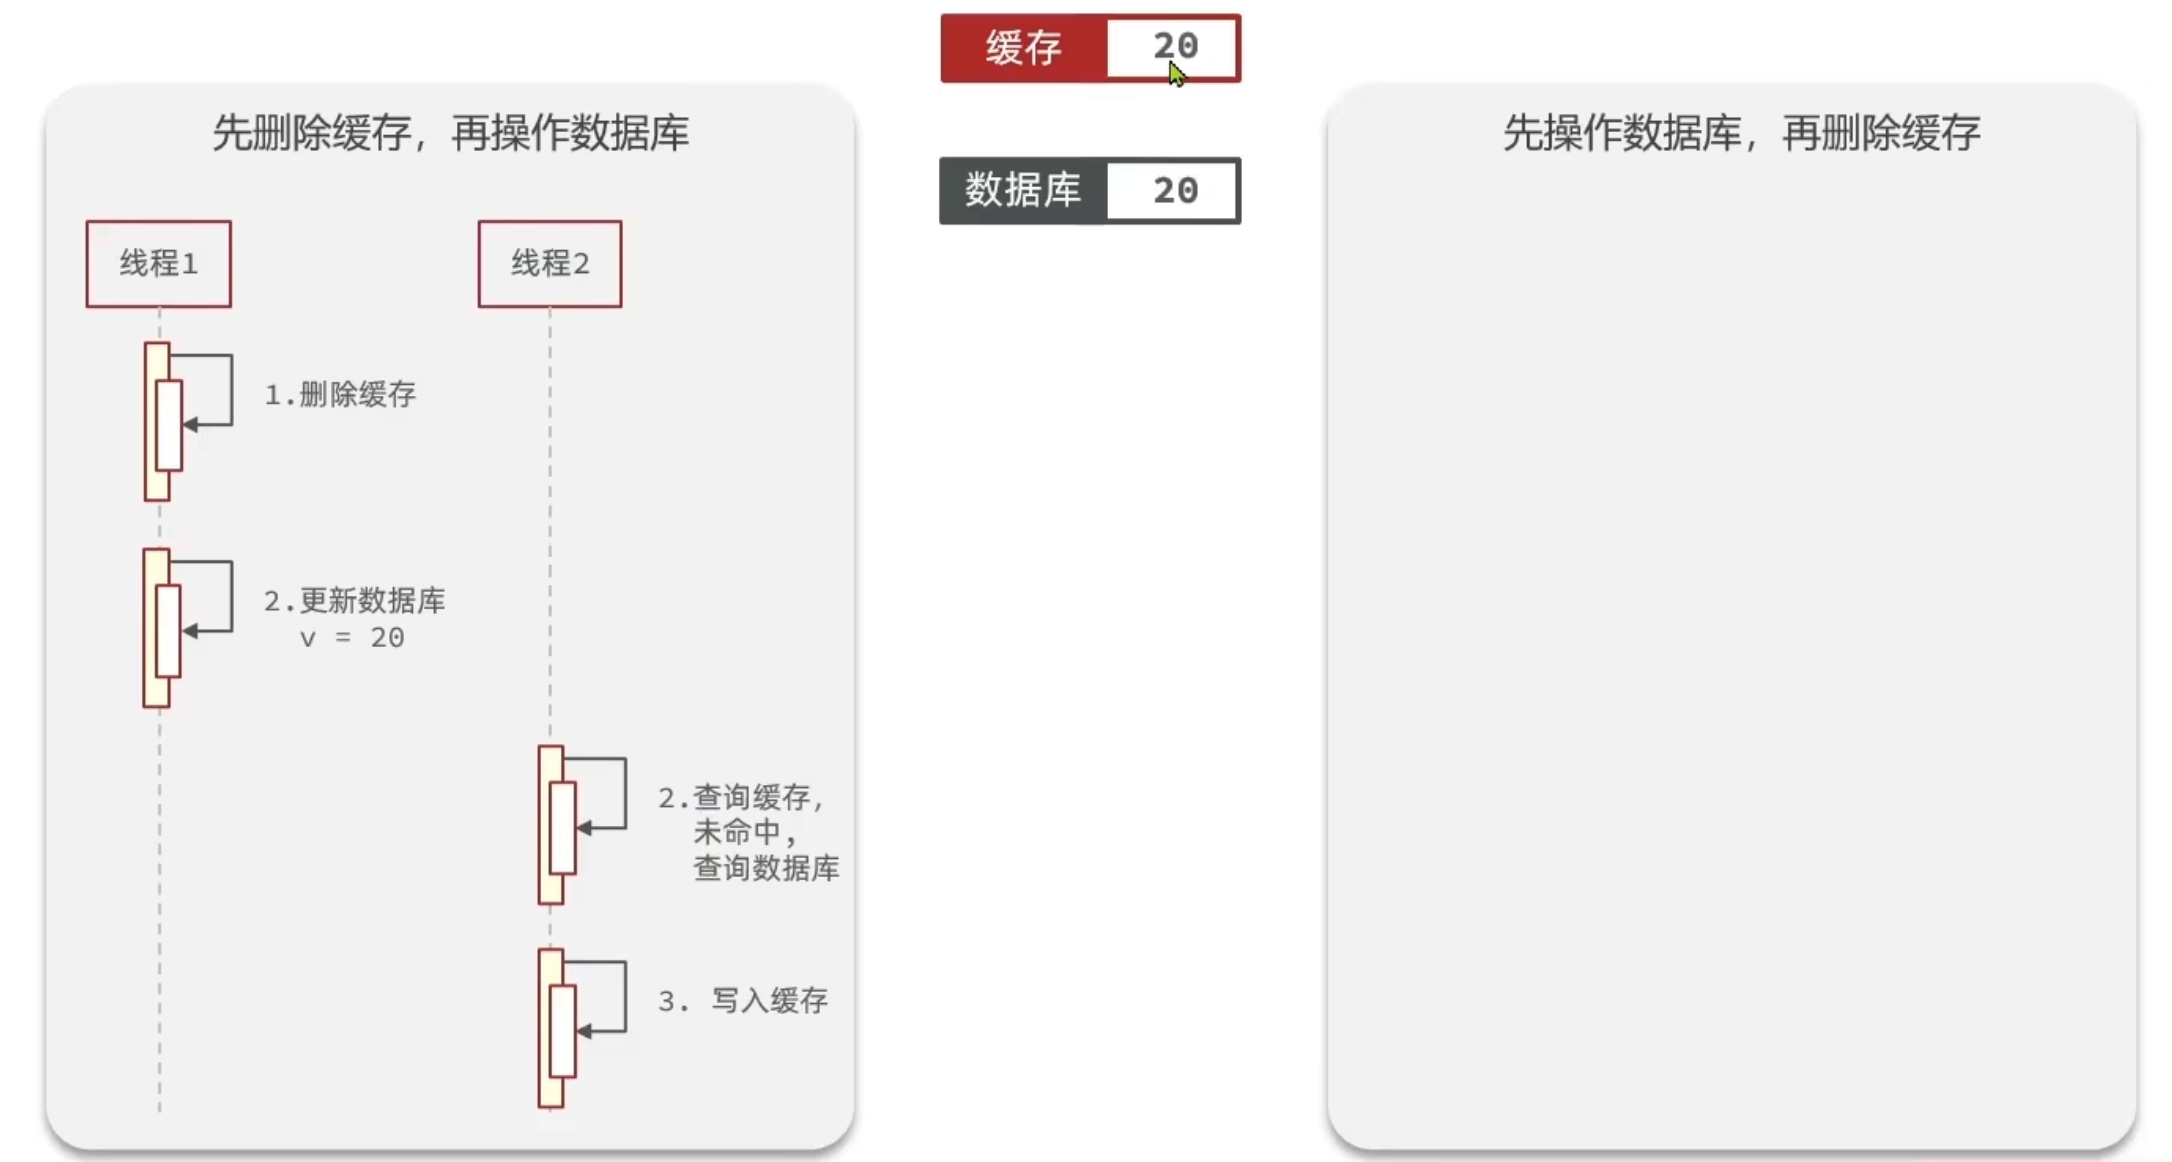 缓存 20
数据库 20
先删除缓存，再操作数据库
线程1
线程2
1.删除缓存
2.更新数据库
v = 20
2.查询缓存，
未命中，
查询数据库
3. 写入缓存
先操作数据库，再删除缓存